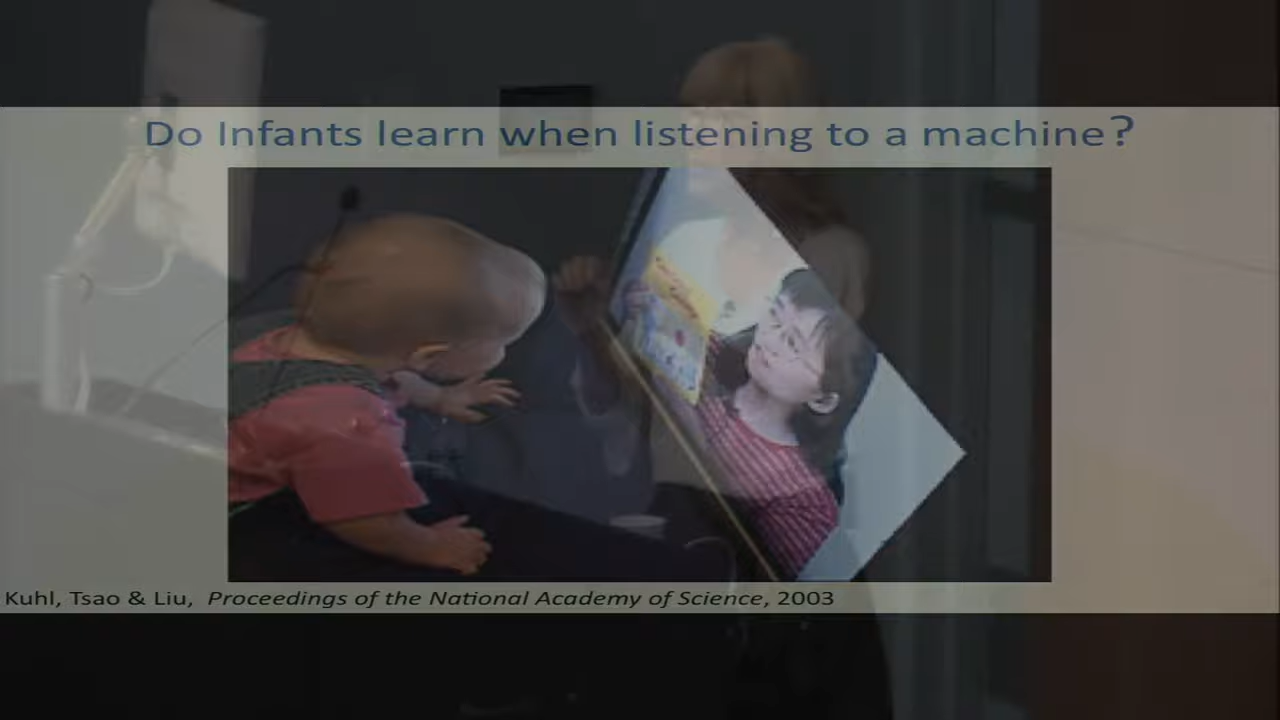 Do Infants learn when listening to a machine?
Kuhl, Tsao & Liu, Proceedings of the National Academy of Science, 2003